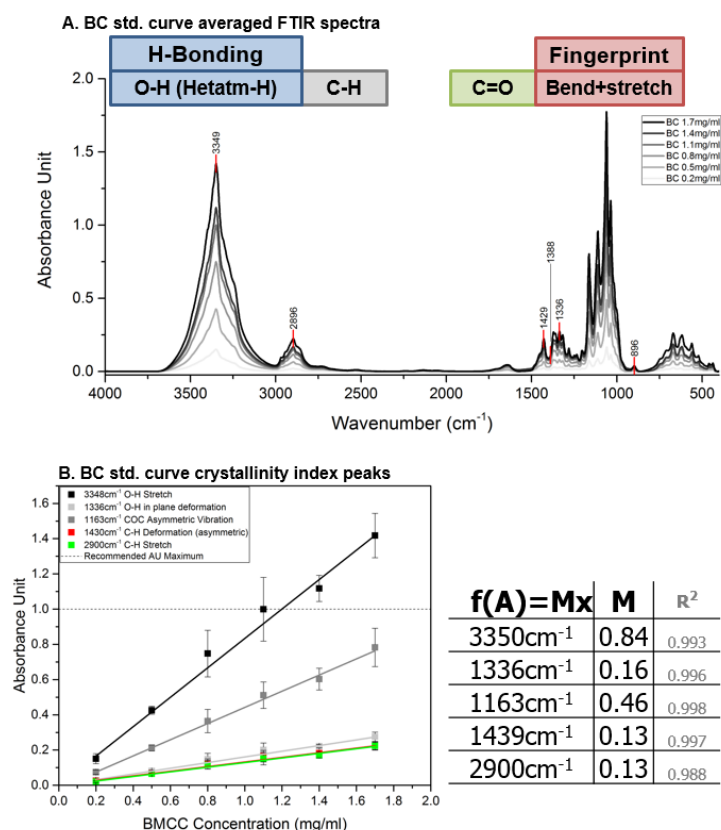 A. BC std. curve averaged FTIR spectra
H-Bonding
Fingerprint
O-H (Hetatm-H)
C-H
C=O
Bend+stretch
BC 1.7mg/ml
BC 1.4mg/ml
BC 1.1mg/ml
BC 0.8mg/ml
BC 0.5mg/ml
BC 0.2mg/ml
Absorbance Unit
2.0
1.5
1.0
0.5
0.0
3349
2896
1429
1388
1336
896
4000 3500 3000 2500 2000 1500 1000 500
Wavenumber (cm⁻¹)
B. BC std. curve crystallinity index peaks
3348cm⁻¹ O-H Stretch
1336cm⁻¹ O-H in plane deformation
1163cm⁻¹ COC Asymmetric Vibration
1430cm⁻¹ C-H Deformation (asymmetric)
2900cm⁻¹ C-H Stretch
Recommended AU Maximum
Absorbance Unit
1.6
1.4
1.2
1.0
0.8
0.6
0.4
0.2
0.0
0.0 0.2 0.4 0.6 0.8 1.0 1.2 1.4 1.6 1.8 2.0
BMCC Concentration (mg/ml)
f(A)=Mx M R²
3350cm⁻¹ 0.84 0.993
1336cm⁻¹ 0.16 0.996
1163cm⁻¹ 0.46 0.998
1439cm⁻¹ 0.13 0.997
2900cm⁻¹ 0.13 0.988